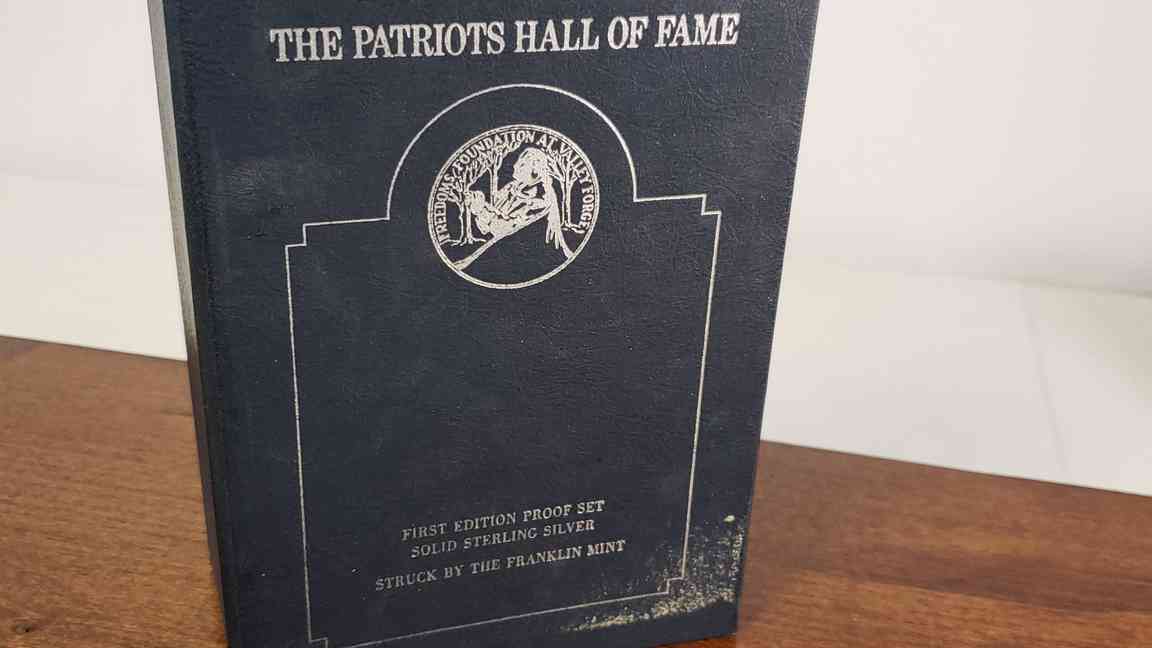 THE PATRIOTS HALL OF FAME
FREEDOMS FOUNDATION AT VALLEY FORGE
FIRST EDITION PROOF SET
SOLID STERLING SILVER
STRUCK BY THE FRANKLIN MINT